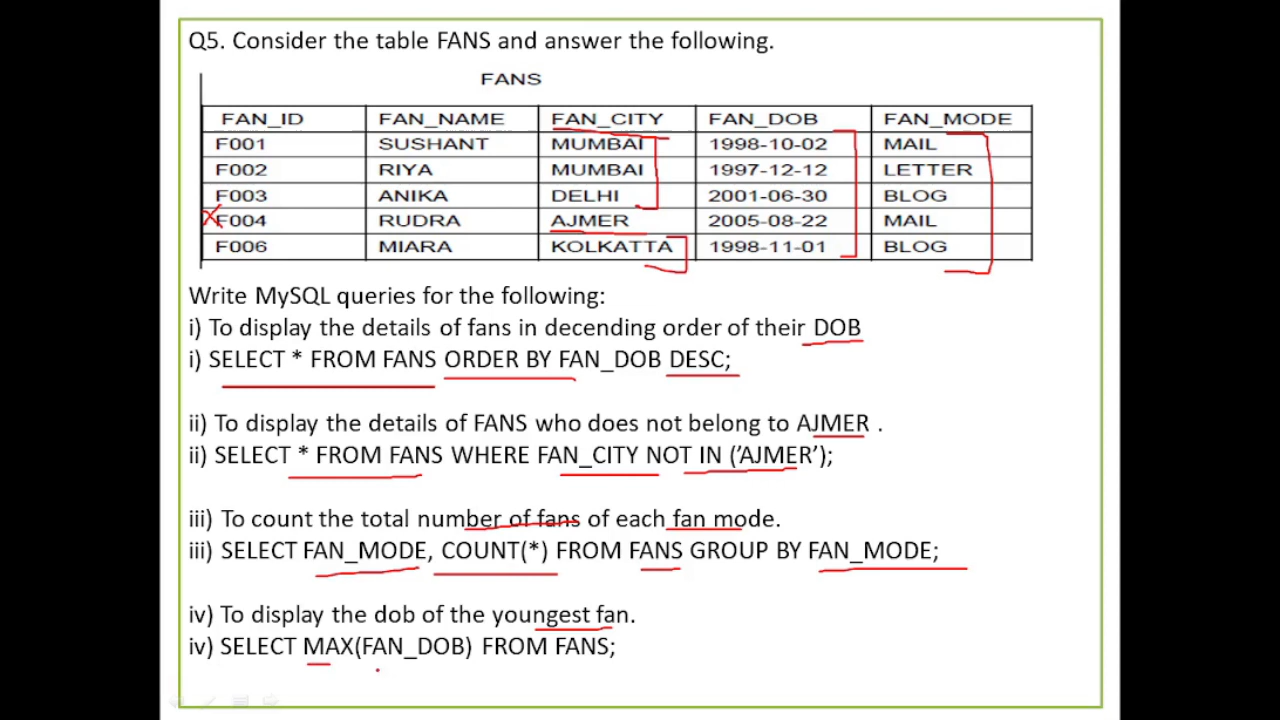 Q5. Consider the table FANS and answer the following.
FANS
FAN_ID FAN_NAME FAN_CITY FAN_DOB FAN_MODE
F001 SUSHANT MUMBAI 1998-10-02 MAIL
F002 RIYA MUMBAI 1997-12-12 LETTER
F003 ANIKA DELHI 2001-06-30 BLOG
F004 RUDRA AJMER 2005-08-22 MAIL
F006 MIARA KOLKATTA 1998-11-01 BLOG
Write MySQL queries for the following:
i) To display the details of fans in decending order of their DOB
i) SELECT * FROM FANS ORDER BY FAN_DOB DESC;
ii) To display the details of FANS who does not belong to AJMER .
ii) SELECT * FROM FANS WHERE FAN_CITY NOT IN (’AJMER’);
iii) To count the total number of fans of each fan mode.
iii) SELECT FAN_MODE, COUNT(*) FROM FANS GROUP BY FAN_MODE;
iv) To display the dob of the youngest fan.
iv) SELECT MAX(FAN_DOB) FROM FANS;